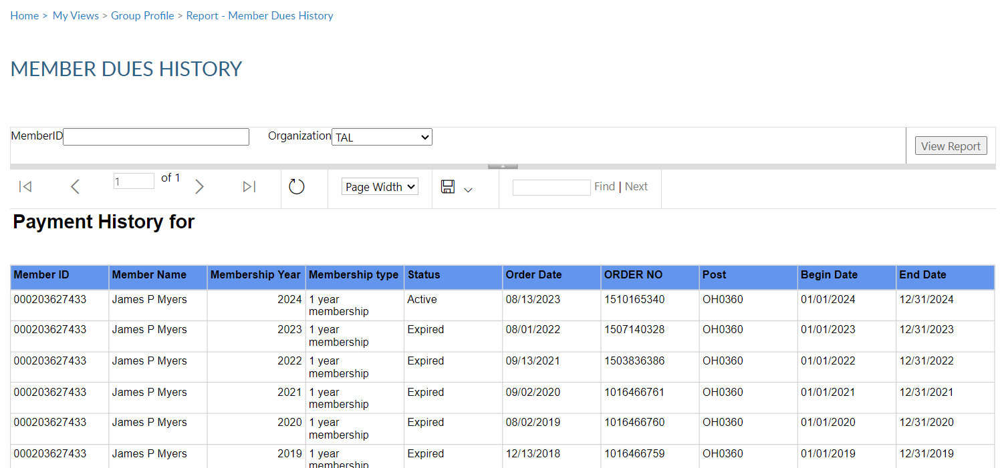 Home > My Views > Group Profile > Report - Member Dues History
MEMBER DUES HISTORY
MemberID Organization TAL View Report
1 of 1 Page Width Find | Next
Payment History for
Member ID Member Name Membership Year Membership type Status Order Date ORDER NO Post Begin Date End Date
000203627433 James P Myers 2024 1 year membership Active 08/13/2023 1510165340 OH0360 01/01/2024 12/31/2024
000203627433 James P Myers 2023 1 year membership Expired 08/01/2022 1507140328 OH0360 01/01/2023 12/31/2023
000203627433 James P Myers 2022 1 year membership Expired 09/13/2021 1503836386 OH0360 01/01/2022 12/31/2022
000203627433 James P Myers 2021 1 year membership Expired 09/02/2020 1016466761 OH0360 01/01/2021 12/31/2021
000203627433 James P Myers 2020 1 year membership Expired 08/02/2019 1016466760 OH0360 01/01/2020 12/31/2020
000203627433 James P Myers 2019 1 year membership Expired 12/13/2018 1016466759 OH0360 01/01/2019 12/31/2019